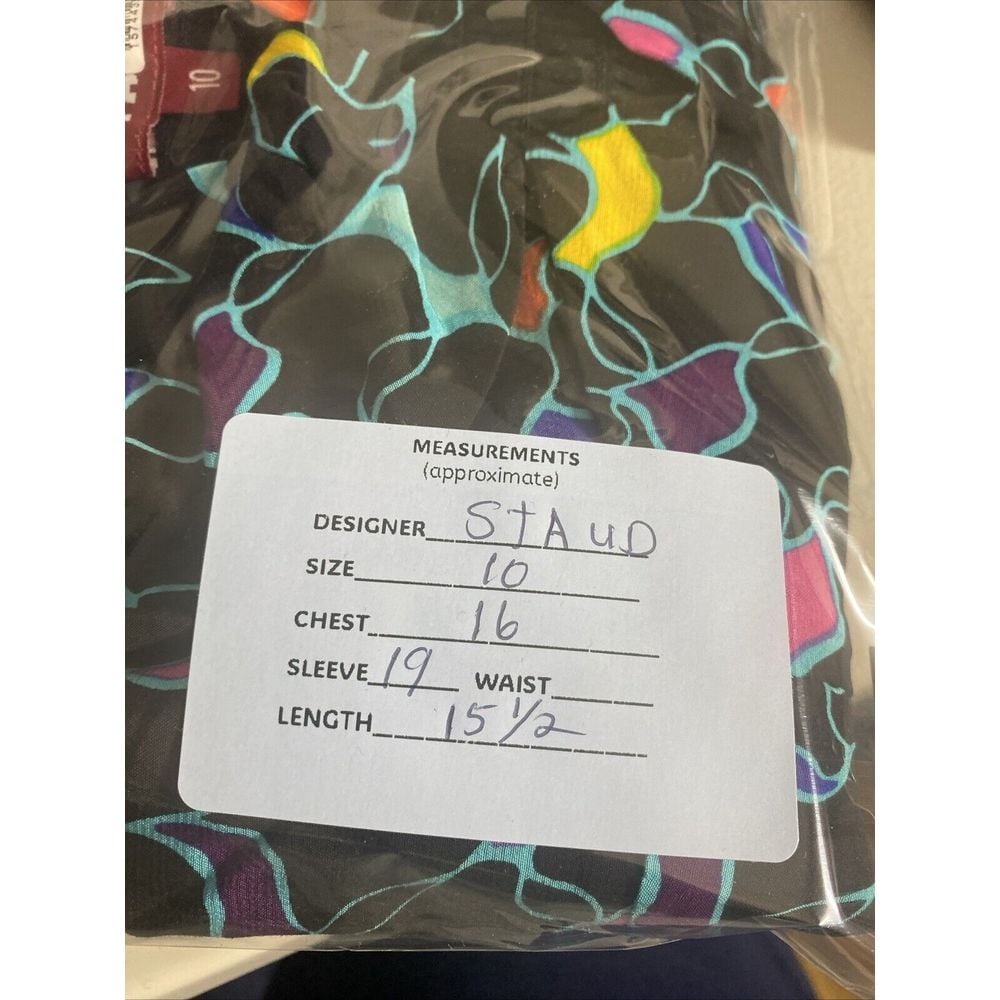 10
MEASUREMENTS
(approximate)
DESIGNER STAUD
SIZE 10
CHEST 16
SLEEVE 19 WAIST
LENGTH 15 1/2